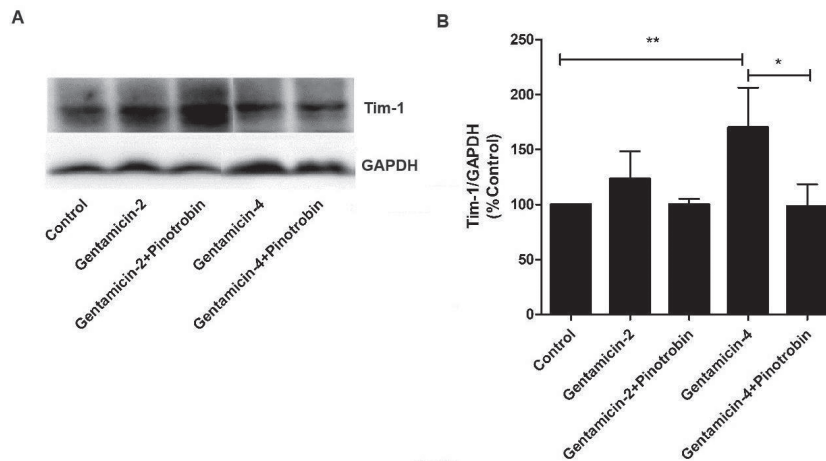 A
Tim-1
GAPDH
Control
Gentamicin-2
Gentamicin-2+Pinotrobin
Gentamicin-4
Gentamicin-4+Pinotrobin
B
Tim-1/GAPDH
(%Control)
250
200
150
100
50
0
**
*
Control
Gentamicin-2
Gentamicin-2+Pinotrobin
Gentamicin-4
Gentamicin-4+Pinotrobin